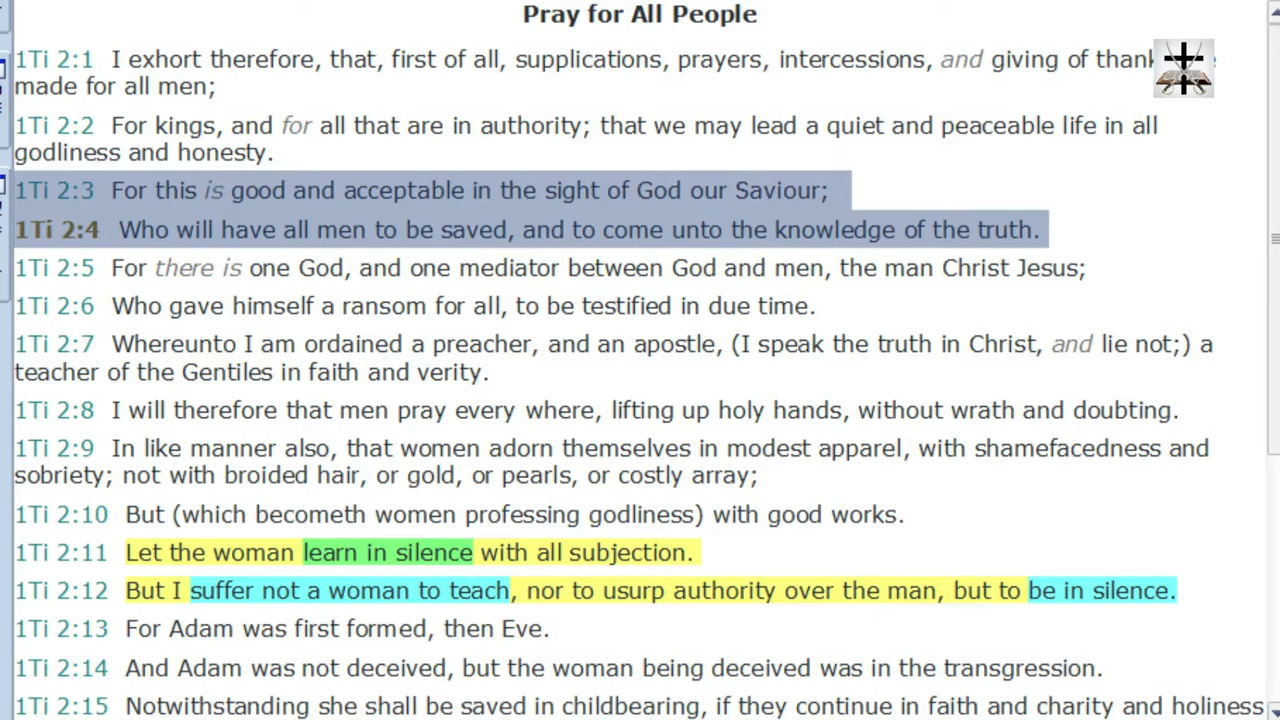 Pray for All People
1Ti 2:1 I exhort therefore, that, first of all, supplications, prayers, intercessions, and giving of
made for all men;
1Ti 2:2 For kings, and for all that are in authority; that we may lead a quiet and peaceable life in all
godliness and honesty.
1Ti 2:3 For this is good and acceptable in the sight of God our Saviour;
1Ti 2:4 Who will have all men to be saved, and to come unto the knowledge of the truth.
1Ti 2:5 For there is one God, and one mediator between God and men, the man Christ Jesus;
1Ti 2:6 Who gave himself a ransom for all, to be testified in due time.
1Ti 2:7 Whereunto I am ordained a preacher, and an apostle, (I speak the truth in Christ, and lie not;) a
teacher of the Gentiles in faith and verity.
1Ti 2:8 I will therefore that men pray every where, lifting up holy hands, without wrath and doubting.
1Ti 2:9 In like manner also, that women adorn themselves in modest apparel, with shamefacedness and
sobriety; not with broided hair, or gold, or pearls, or costly array;
1Ti 2:10 But (which becometh women professing godliness) with good works.
1Ti 2:11 Let the woman learn in silence with all subjection.
1Ti 2:12 But I suffer not a woman to teach, nor to usurp authority over the man, but to be in silence.
1Ti 2:13 For Adam was first formed, then Eve.
1Ti 2:14 And Adam was not deceived, but the woman being deceived was in the transgression.
1Ti 2:15 Notwithstanding she shall be saved in childbearing, if they continue in faith and charity and holiness